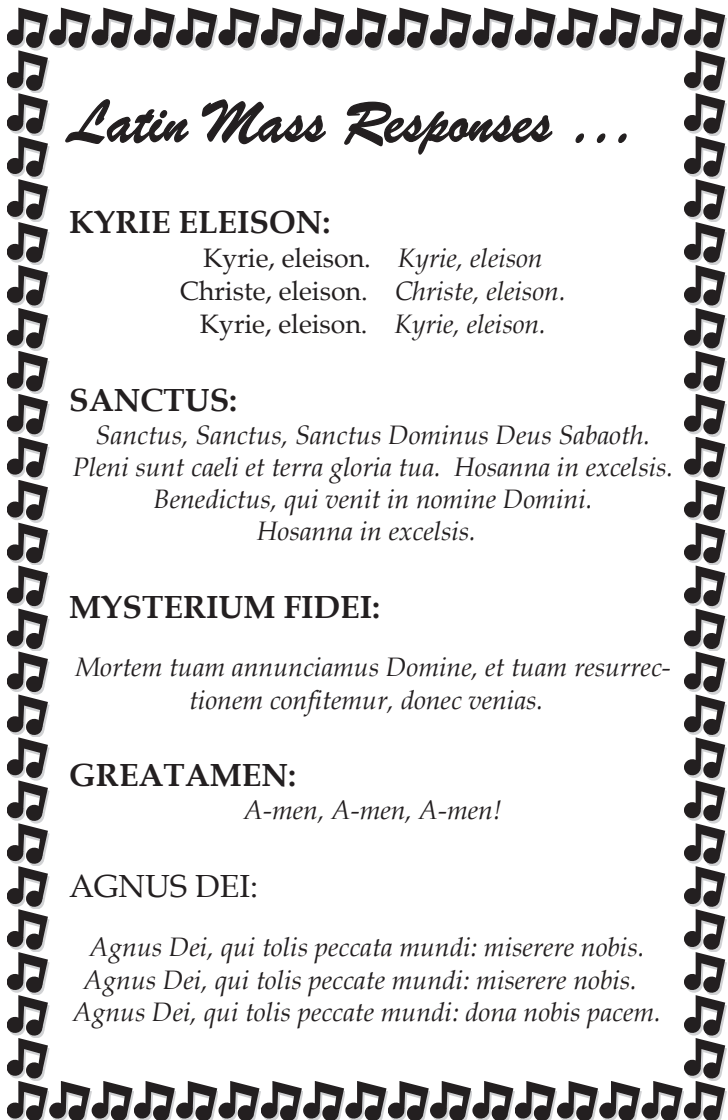 Latin Mass Responses ...
KYRIE ELEISON:
Kyrie, eleison. Kyrie, eleison
Christe, eleison. Christe, eleison.
Kyrie, eleison. Kyrie, eleison.
SANCTUS:
Sanctus, Sanctus, Sanctus Dominus Deus Sabaoth.
Pleni sunt caeli et terra gloria tua. Hosanna in excelsis.
Benedictus, qui venit in nomine Domini.
Hosanna in excelsis.
MYSTERIUM FIDEI:
Mortem tuam annunciamus Domine, et tuam resurrec-
tionem confitemur, donec venias.
GREATAMEN:
A-men, A-men, A-men!
AGNUS DEI:
Agnus Dei, qui tolis peccata mundi: miserere nobis.
Agnus Dei, qui tolis peccate mundi: miserere nobis.
Agnus Dei, qui tolis peccate mundi: dona nobis pacem.